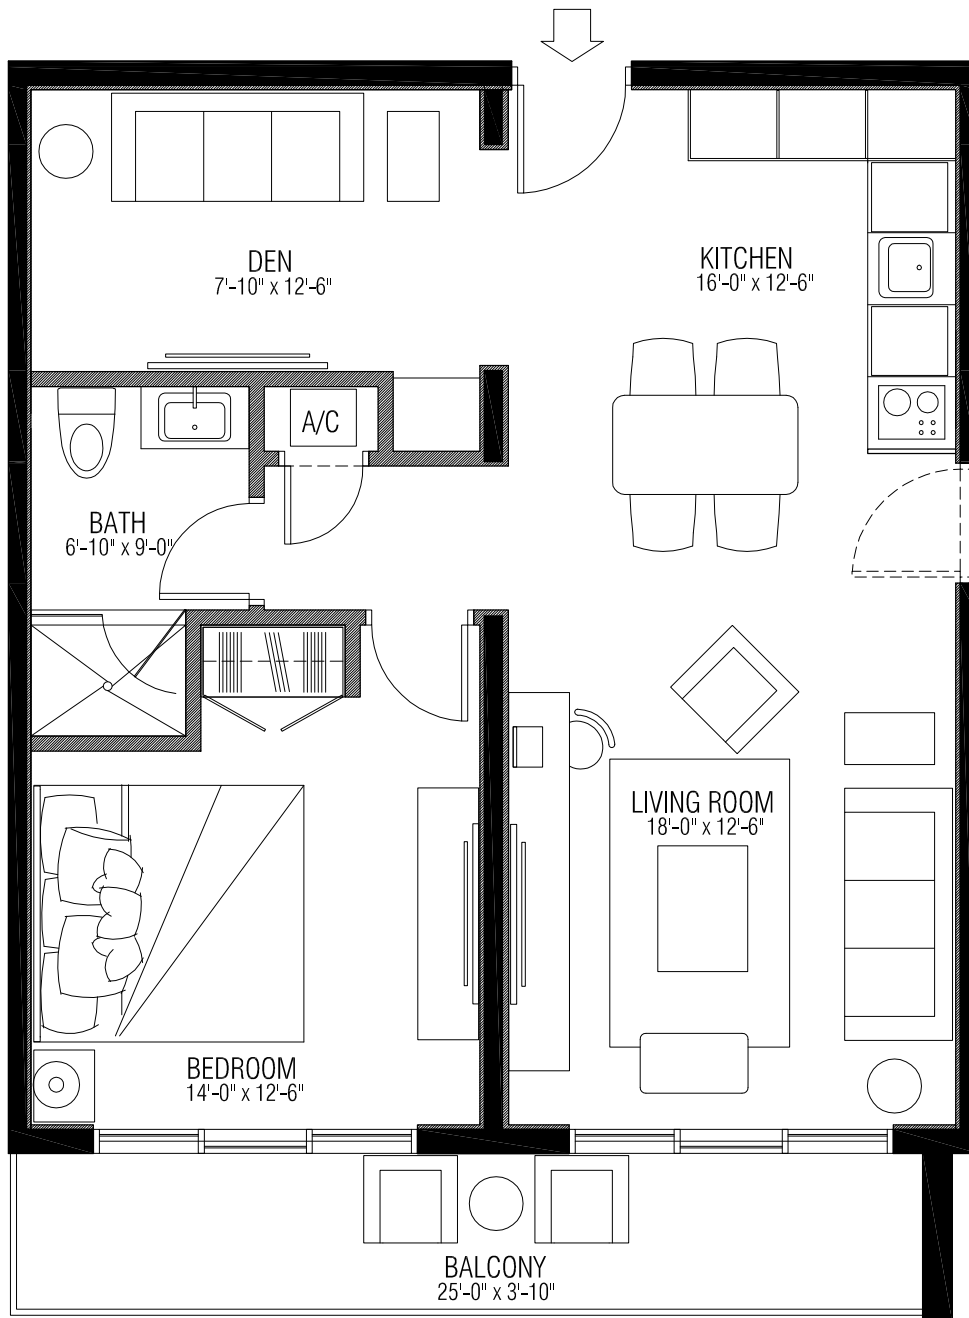 DEN
7'-10" x 12'-6"
KITCHEN
16'-0" x 12'-6"
A/C
BATH
6'-10" x 9'-0"
LIVING ROOM
18'-0" x 12'-6"
BEDROOM
14'-0" x 12'-6"
BALCONY
25'-0" x 3'-10"